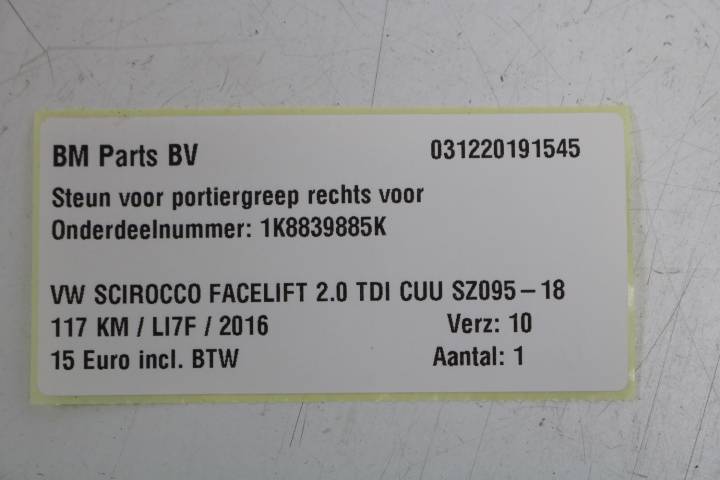 BM Parts BV 031220191545
Steun voor portiergreep rechts voor
Onderdeelnummer: 1K8839885K
VW SCIROCCO FACELIFT 2.0 TDI CUU SZ095-18
117 KM / LI7F / 2016 Verz: 10
15 Euro incl. BTW Aantal: 1